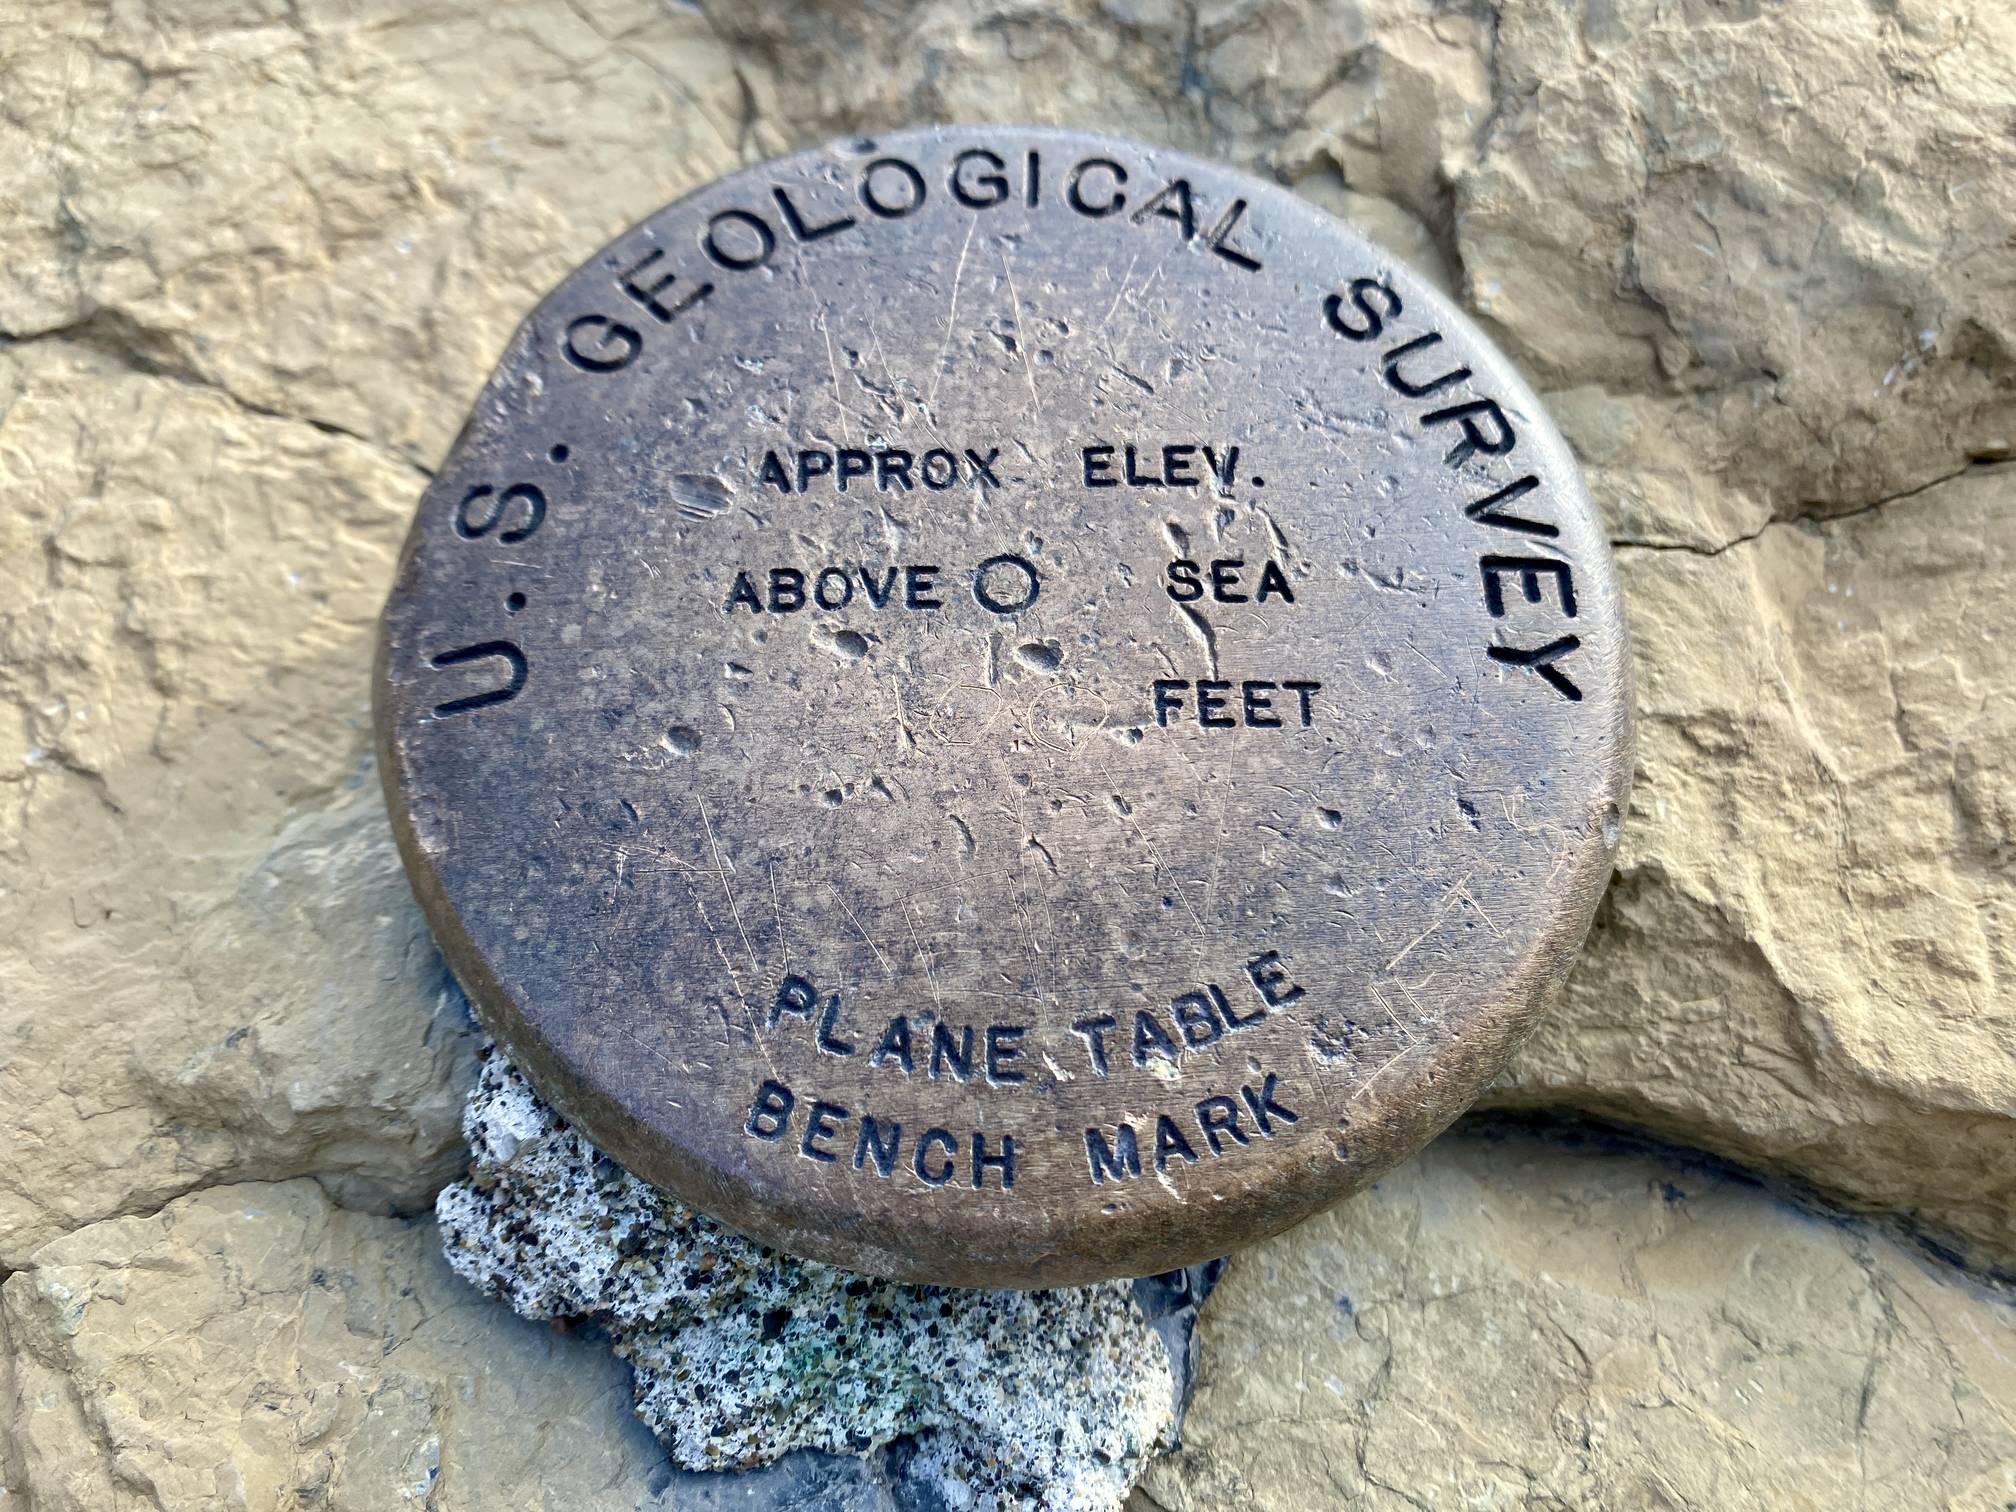 U.S. GEOLOGICAL SURVEY
APPROX ELEV.
ABOVE SEA
FEET
PLANE TABLE
BENCH MARK